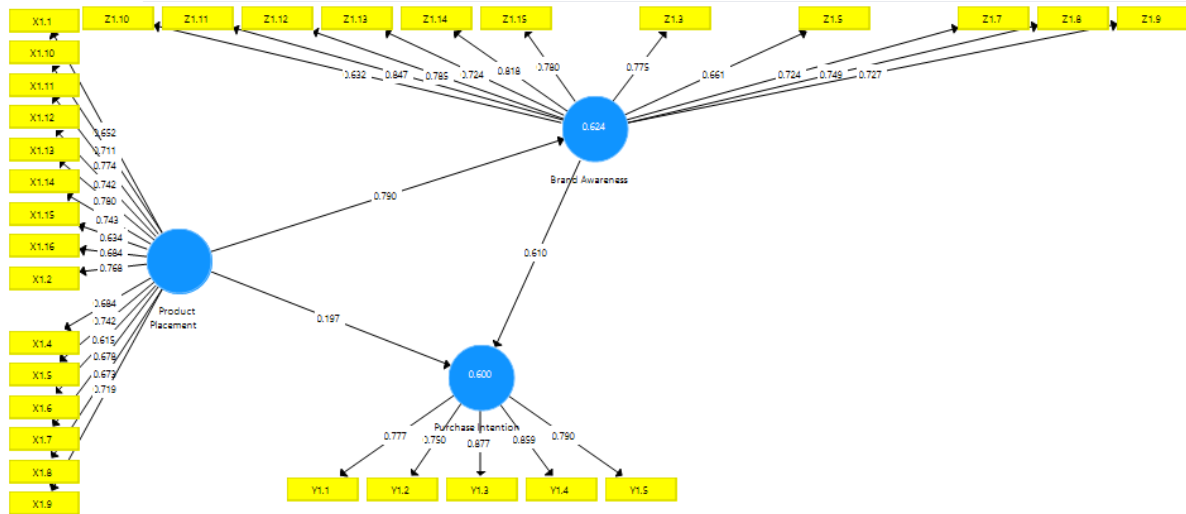 X1.1
Z1.10
Z1.11
Z1.12
Z1.13
Z1.14
Z1.15
Z1.3
Z1.5
Z1.7
Z1.8
Z1.9
X1.10
X1.11
X1.12
X1.13
X1.14
X1.15
X1.16
X1.2
X1.4
X1.5
X1.6
X1.7
X1.8
X1.9
0.632
0.847
0.785
0.724
0.818
0.780
0.775
0.661
0.724
0.749
0.727
0.652
0.711
0.774
0.742
0.780
0.743
0.634
0.684
0.768
0.684
0.742
0.615
0.678
0.673
0.719
0.624
Brand Awareness
0.790
0.610
Product
Placement
0.197
0.600
Purchase Intention
0.777
0.750
0.877
0.859
0.790
Y1.1
Y1.2
Y1.3
Y1.4
Y1.5